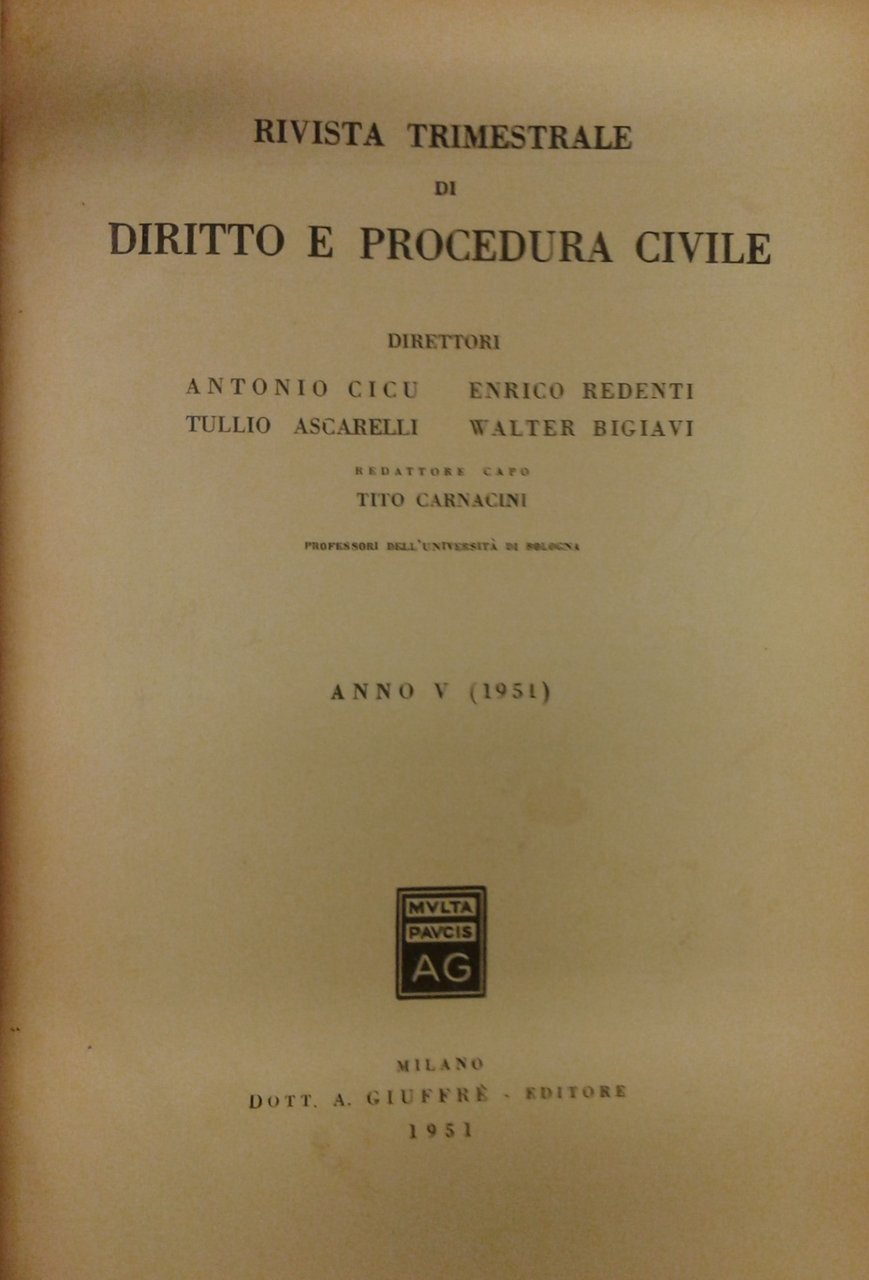 RIVISTA TRIMESTRALE
DI
DIRITTO E PROCEDURA CIVILE
DIRETTORI
ANTONIO CICU ENRICO REDENTI
TULLIO ASCARELLI WALTER BIGIAVI
REDATTORE CAPO
TITO CARNACINI
PROFESSORI DELL'UNIVERSITÀ DI BOLOGNA
ANNO V (1951)
MVLTA
PAVCIS
AG
MILANO
DOTT. A. GIUFFRÈ - EDITORE
1951